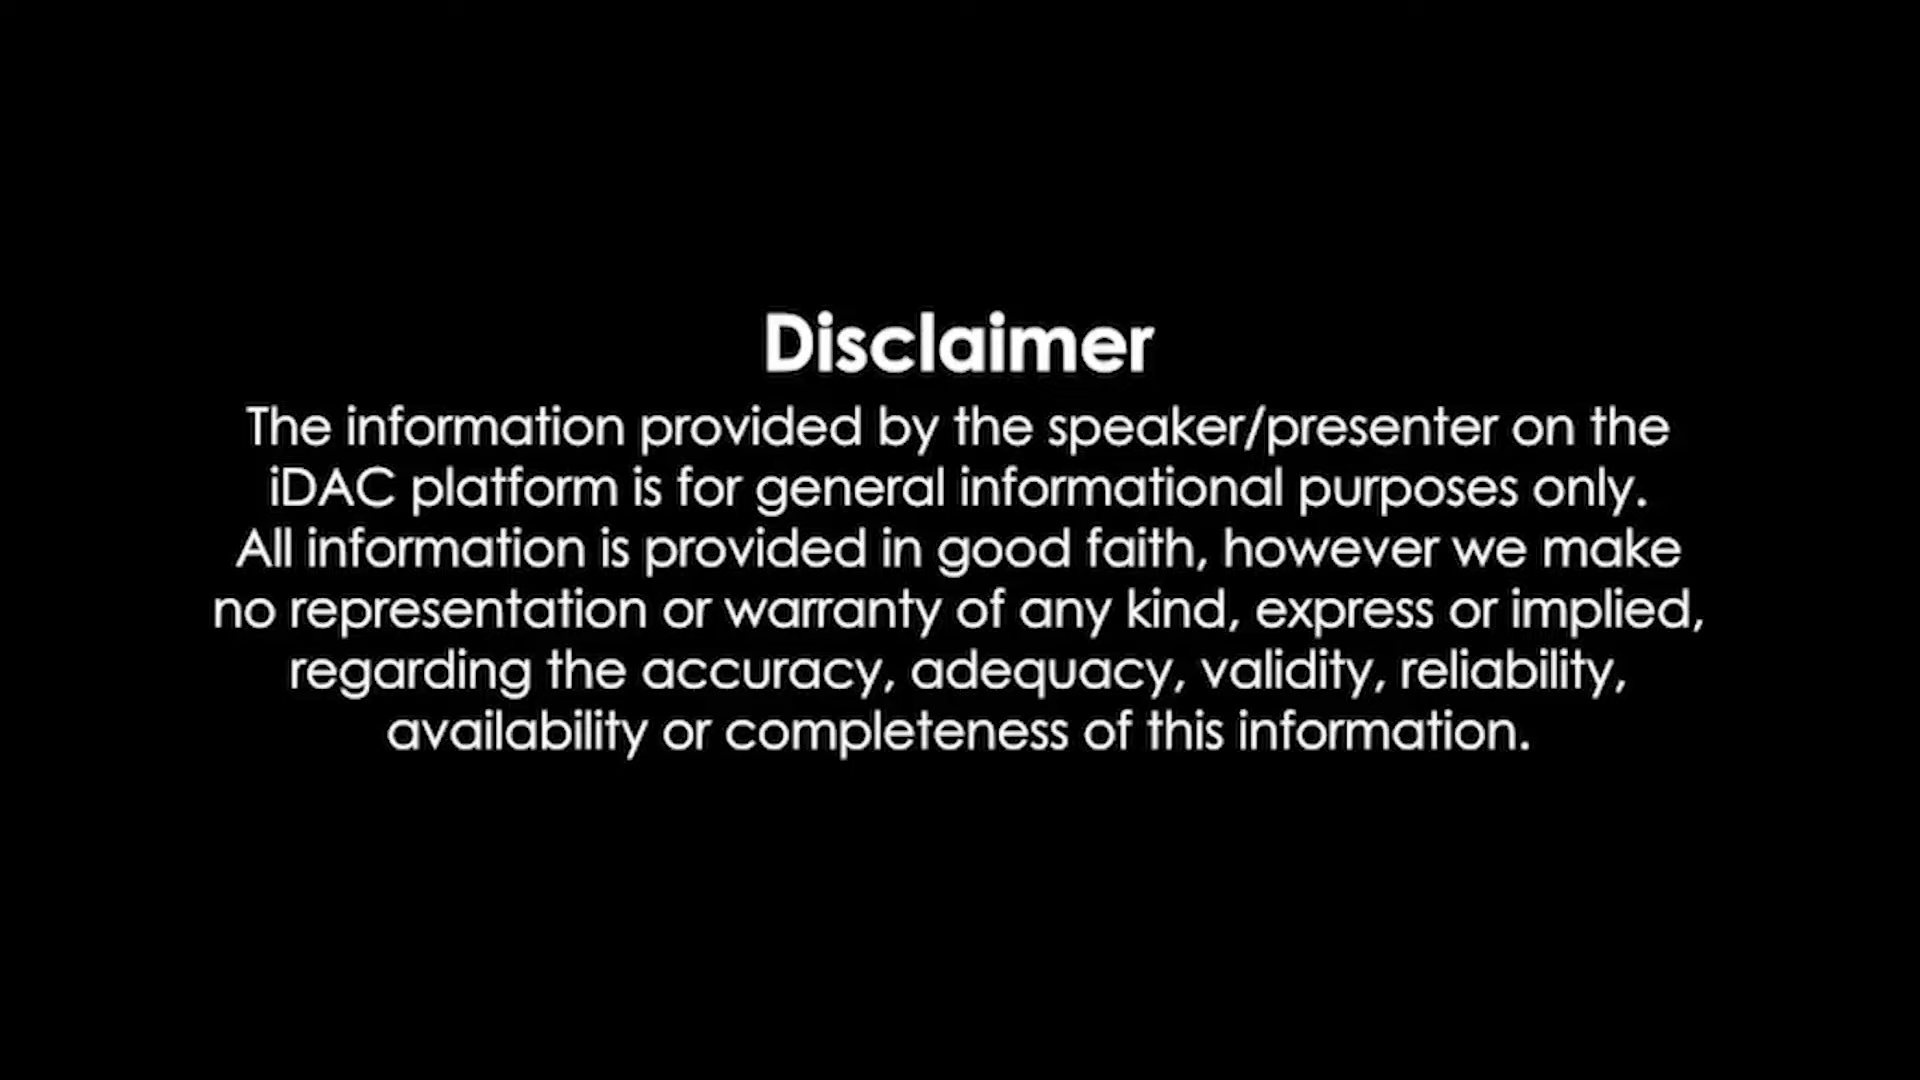 Disclaimer
The information provided by the speaker/presenter on the
iDAC platform is for general informational purposes only.
All information is provided in good faith, however we make
no representation or warranty of any kind, express or implied,
regarding the accuracy, adequacy, validity, reliability,
availability or completeness of this information.